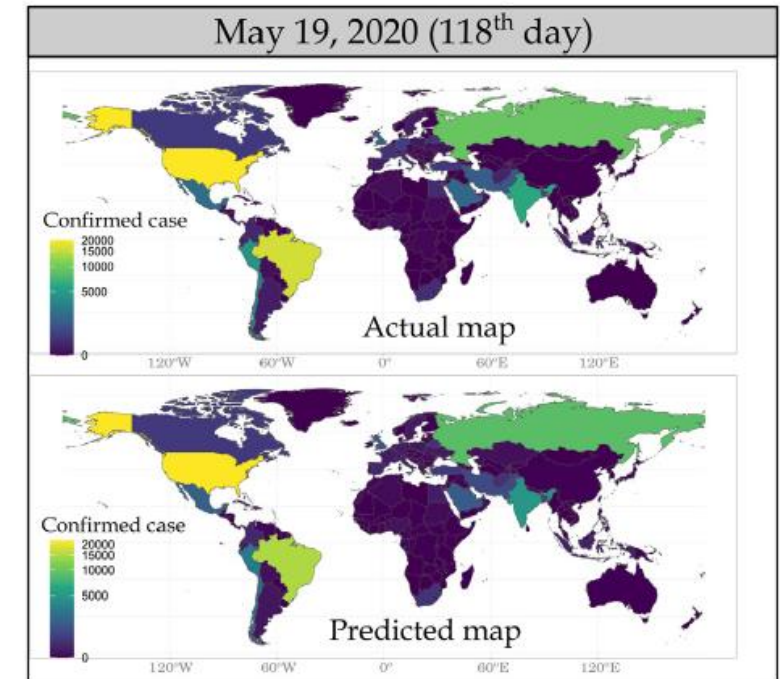 May 19, 2020 (118th day)
Confirmed case
20000
15000
10000
5000
0
Actual map
120°W 60°W 0° 60°E 120°E
Confirmed case
20000
15000
10000
5000
0
Predicted map
120°W 60°W 0° 60°E 120°E